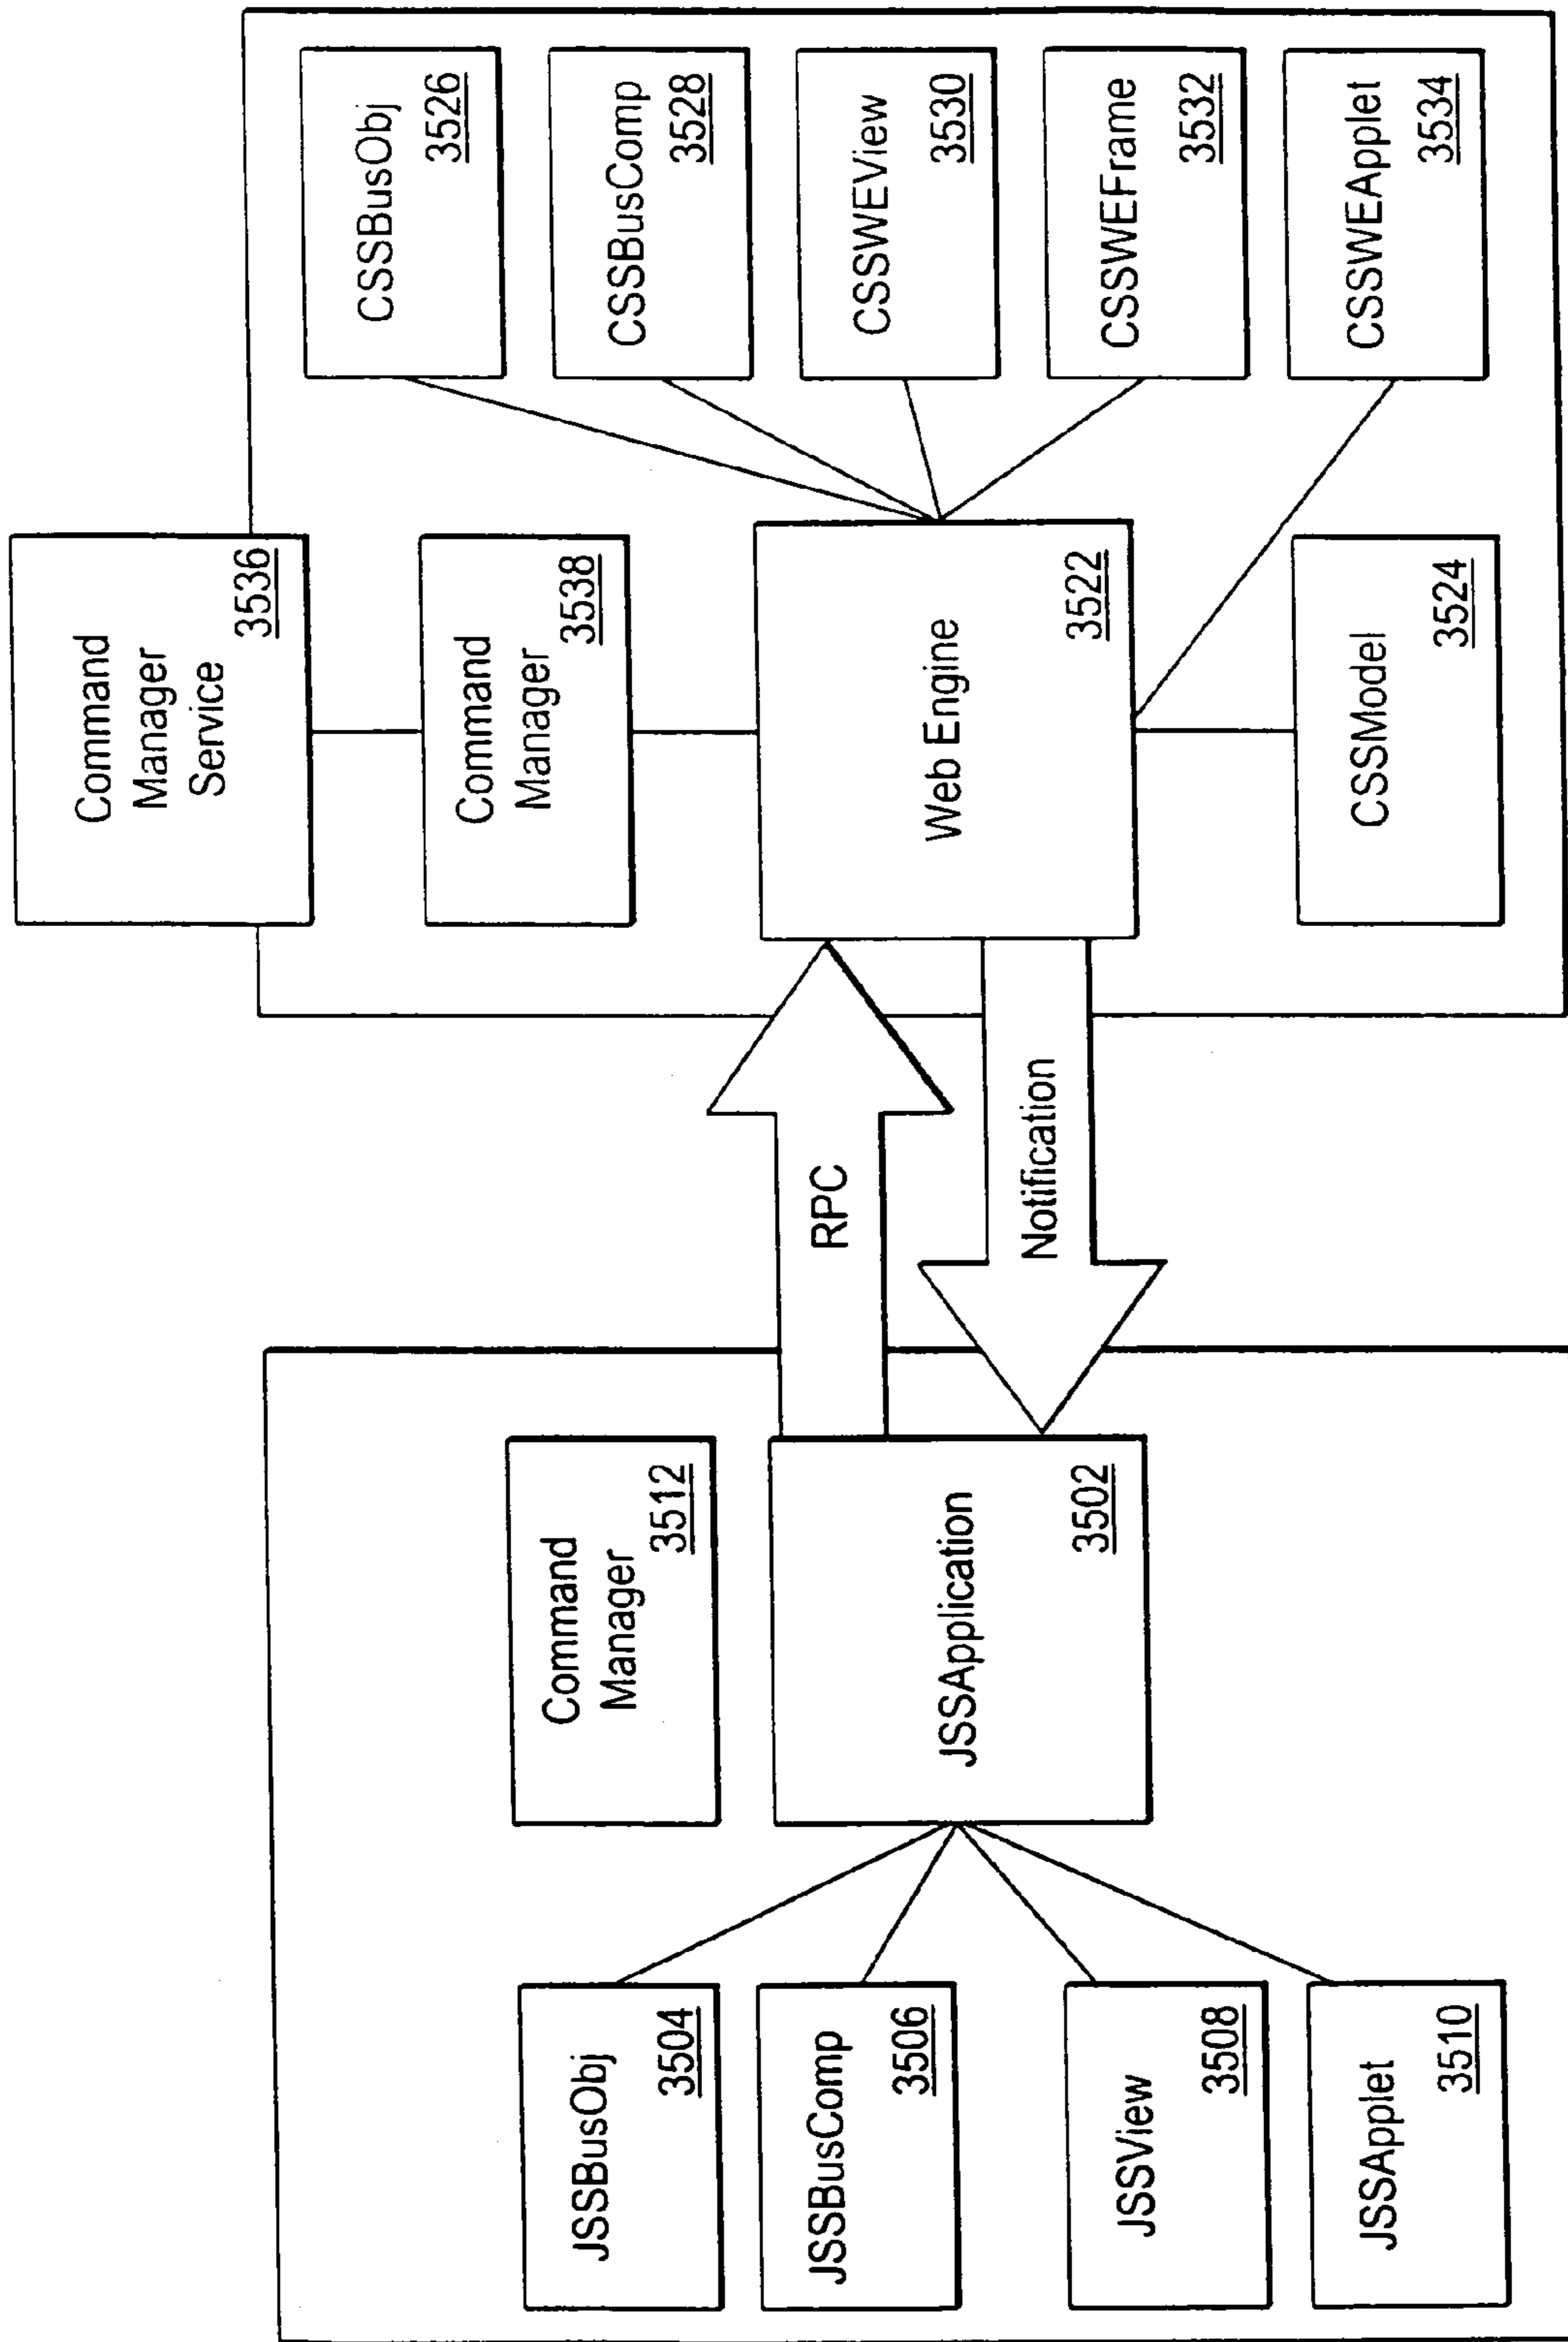 JSSBusObj
3504
JSSBusComp
3506
JSSView
3508
JSSApplet
3510
Command
Manager
3512
JSSApplication
3502
RPC
Notification
Command
Manager
Service
3536
Command
Manager
3538
Web Engine
3522
CSSModel
3524
CSSBusObj
3526
CSSBusComp
3528
CSSWEView
3530
CSSWEFrame
3532
CSSWEApplet
3534